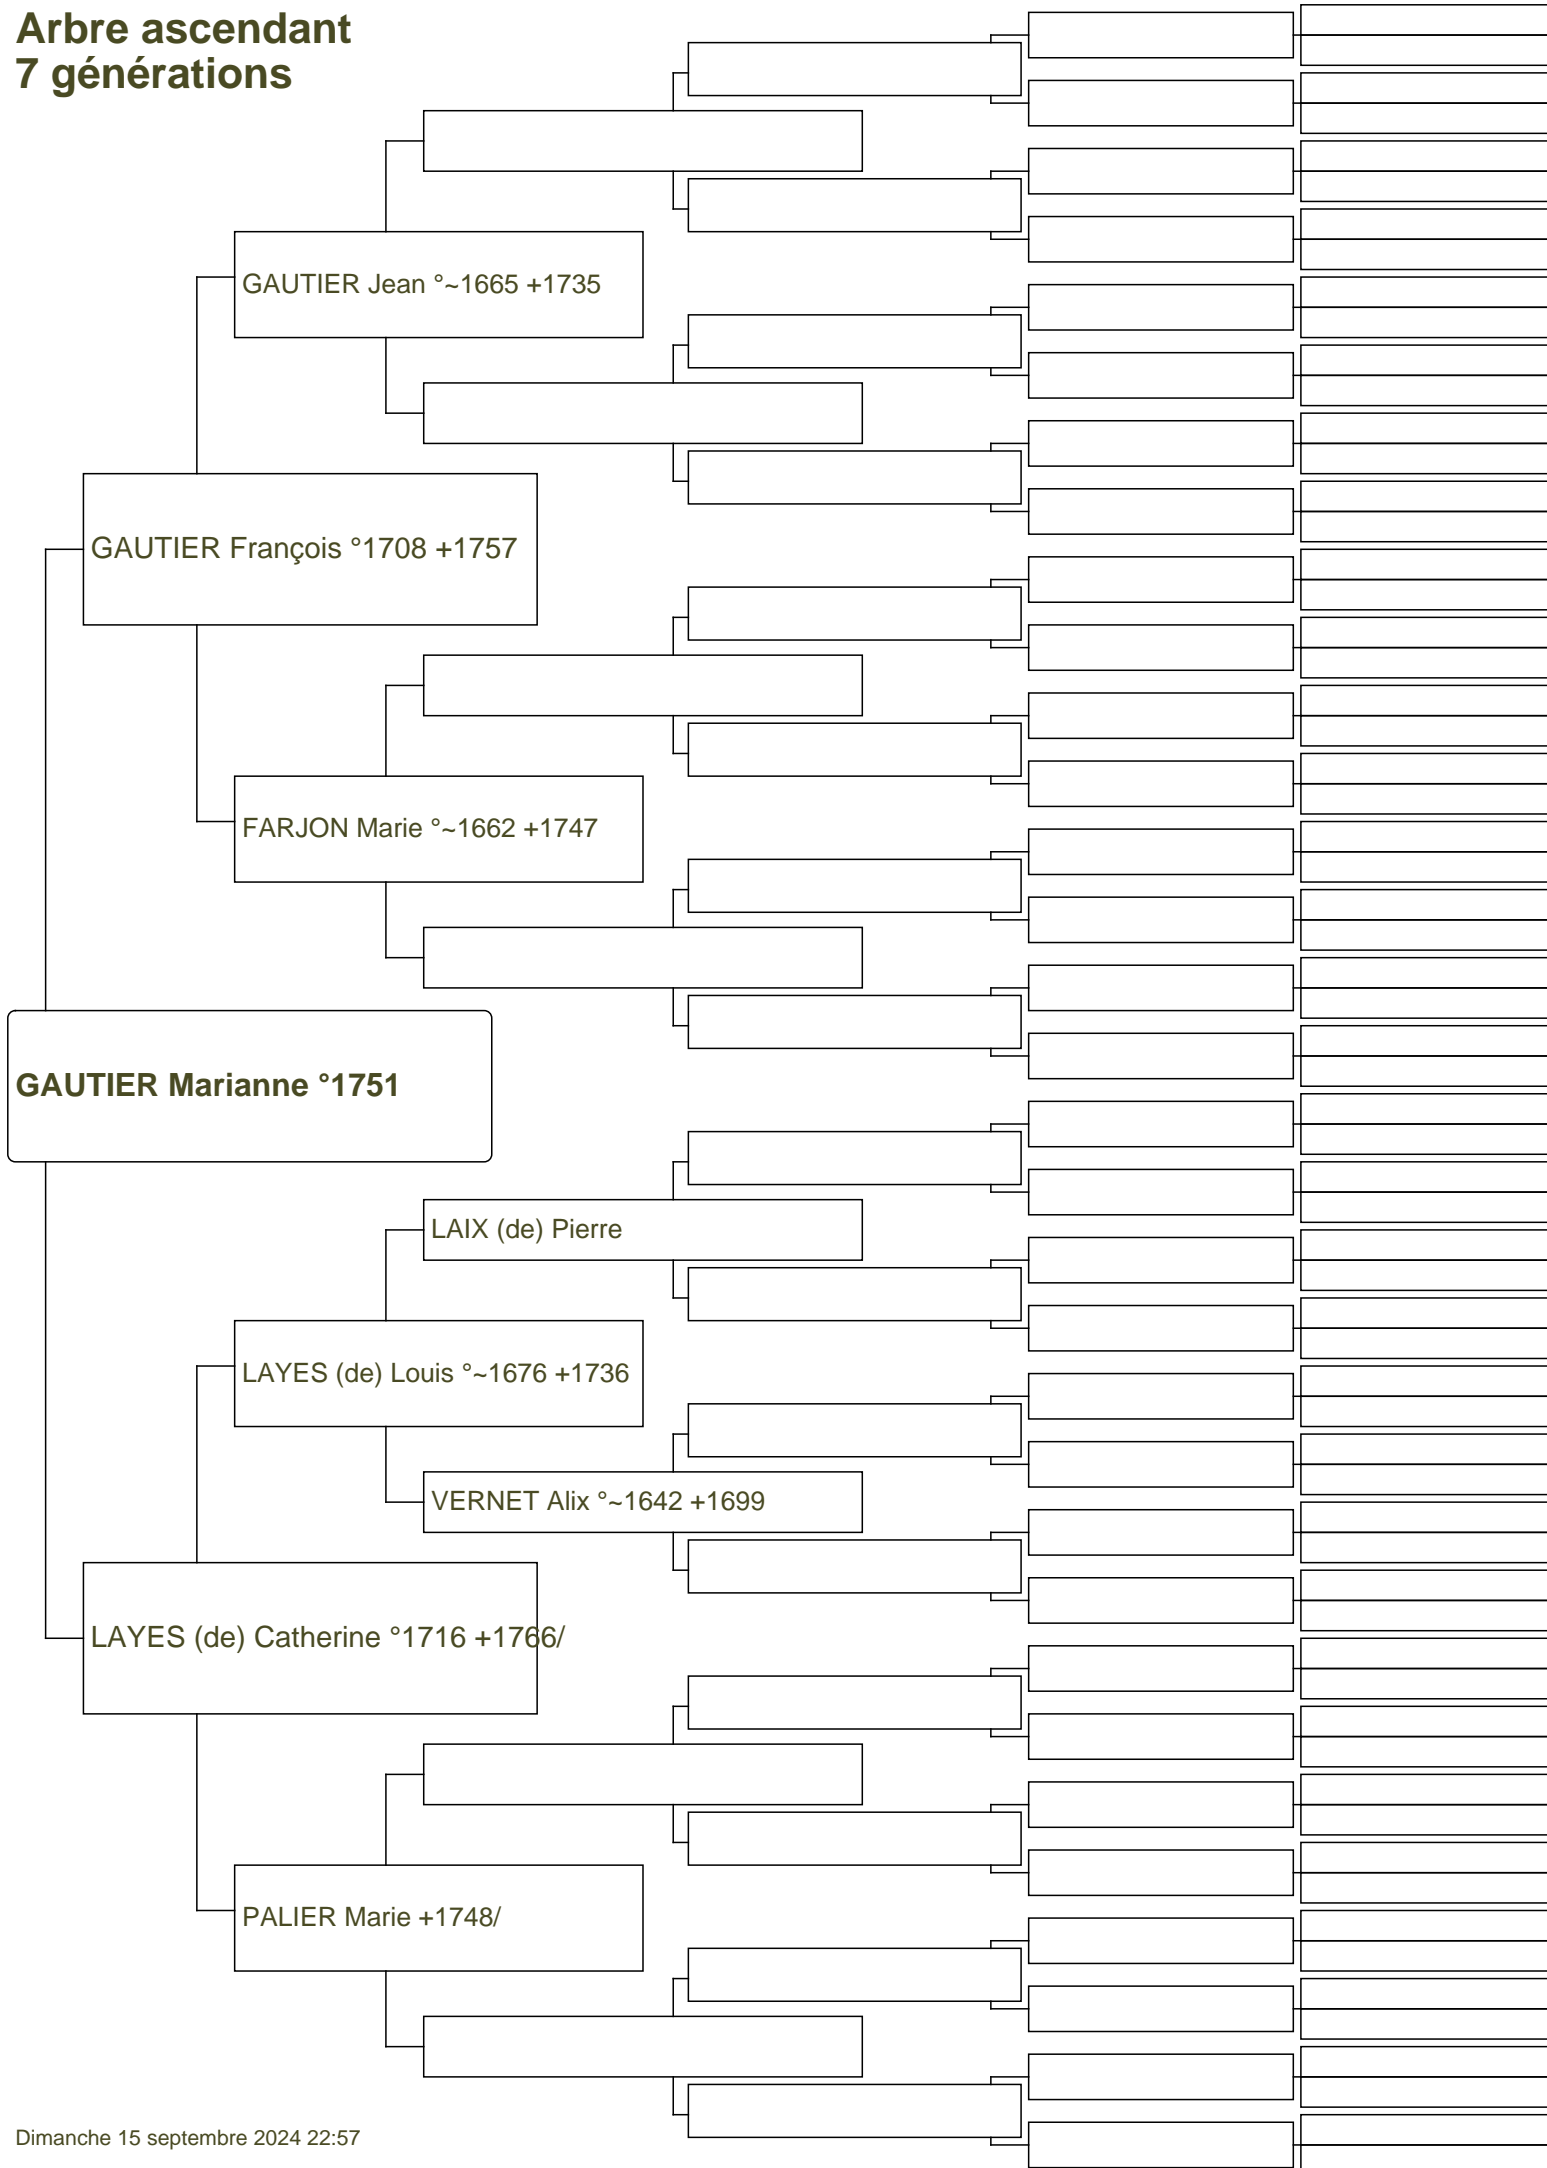 Arbre ascendant
7 générations
GAUTIER Jean °~1665 +1735
GAUTIER François °1708 +1757
FARJON Marie °~1662 +1747
GAUTIER Marianne °1751
LAIX (de) Pierre
LAYES (de) Louis °~1676 +1736
VERNET Alix °~1642 +1699
LAYES (de) Catherine °1716 +1766/
PALIER Marie +1748/
Dimanche 15 septembre 2024 22:57